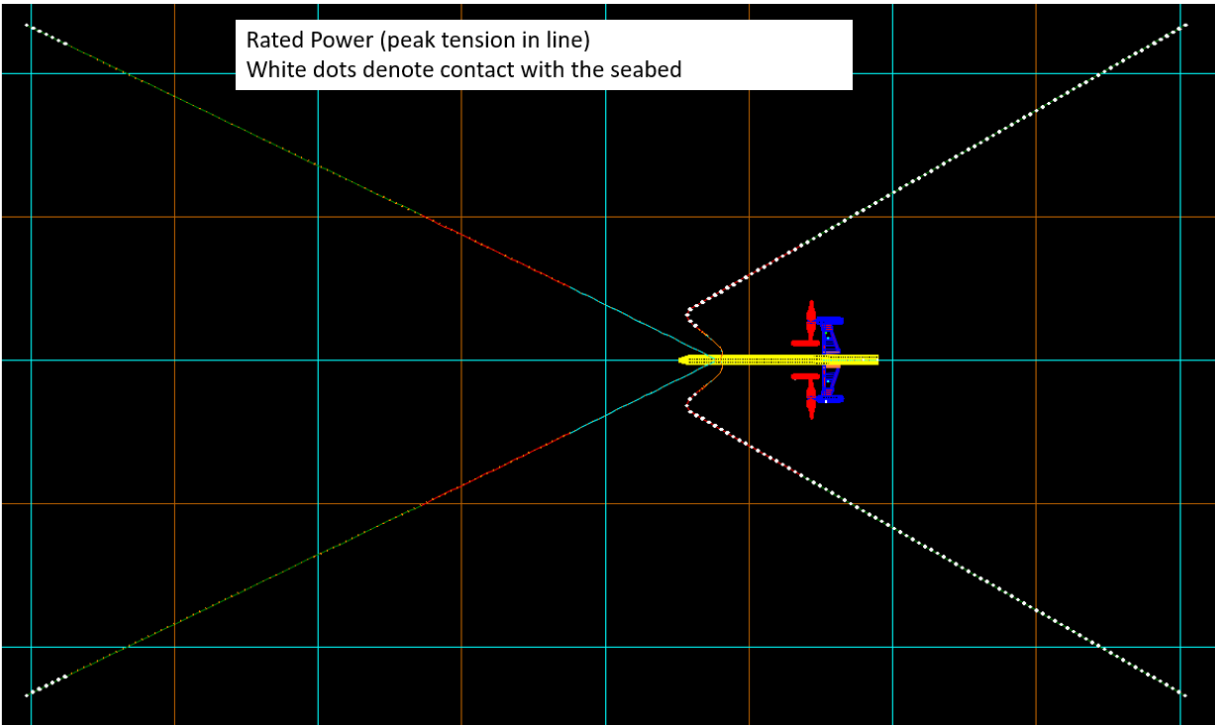 Rated Power (peak tension in line)
White dots denote contact with the seabed